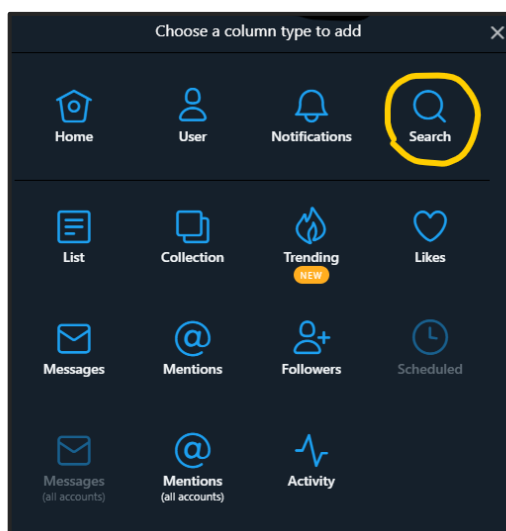 Choose a column type to add
Home
User
Notifications
Search
List
Collection
Trending
NEW
Likes
Messages
Mentions
Followers
Scheduled
Messages
(all accounts)
Mentions
(all accounts)
Activity